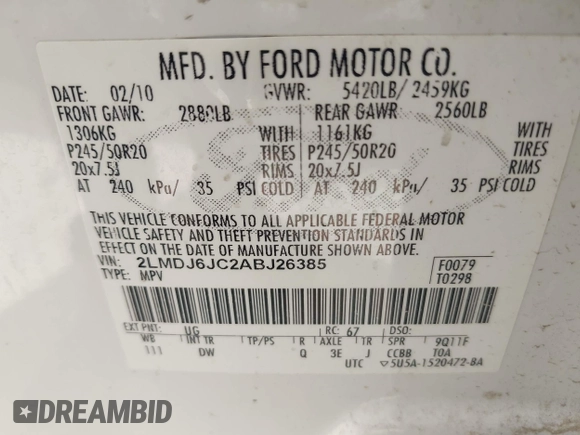 MFD. BY FORD MOTOR CO.
DATE: 02/10 GVWR: 5420LB/ 2459KG
FRONT GAWR: 2880LB REAR GAWR: 2560LB
1306KG WITH 1161KG WITH
P245/50R20 TIRES P245/50R20 TIRES
20x7.5J RIMS 20x7.5J RIMS
AT 240 kPa/ 35 PSI COLD AT 240 kPa/ 35 PSI COLD
THIS VEHICLE CONFORMS TO ALL APPLICABLE FEDERAL MOTOR
VEHICLE SAFETY AND THEFT PREVENTION STANDARDS IN
EFFECT ON THE DATE OF MANUFACTURE SHOWN ABOVE.
VIN: 2LMDJ6JC2ABJ26385 F0079
TYPE: MPV T0298
EXT PNT: UG RC: 67 DSO:
WB INT TR TP/PS R AXLE TR SPR 9Q11F
111 DW Q 3E J CCBB TOA
UTC 5U5A-1520472-BA
DREAMBID